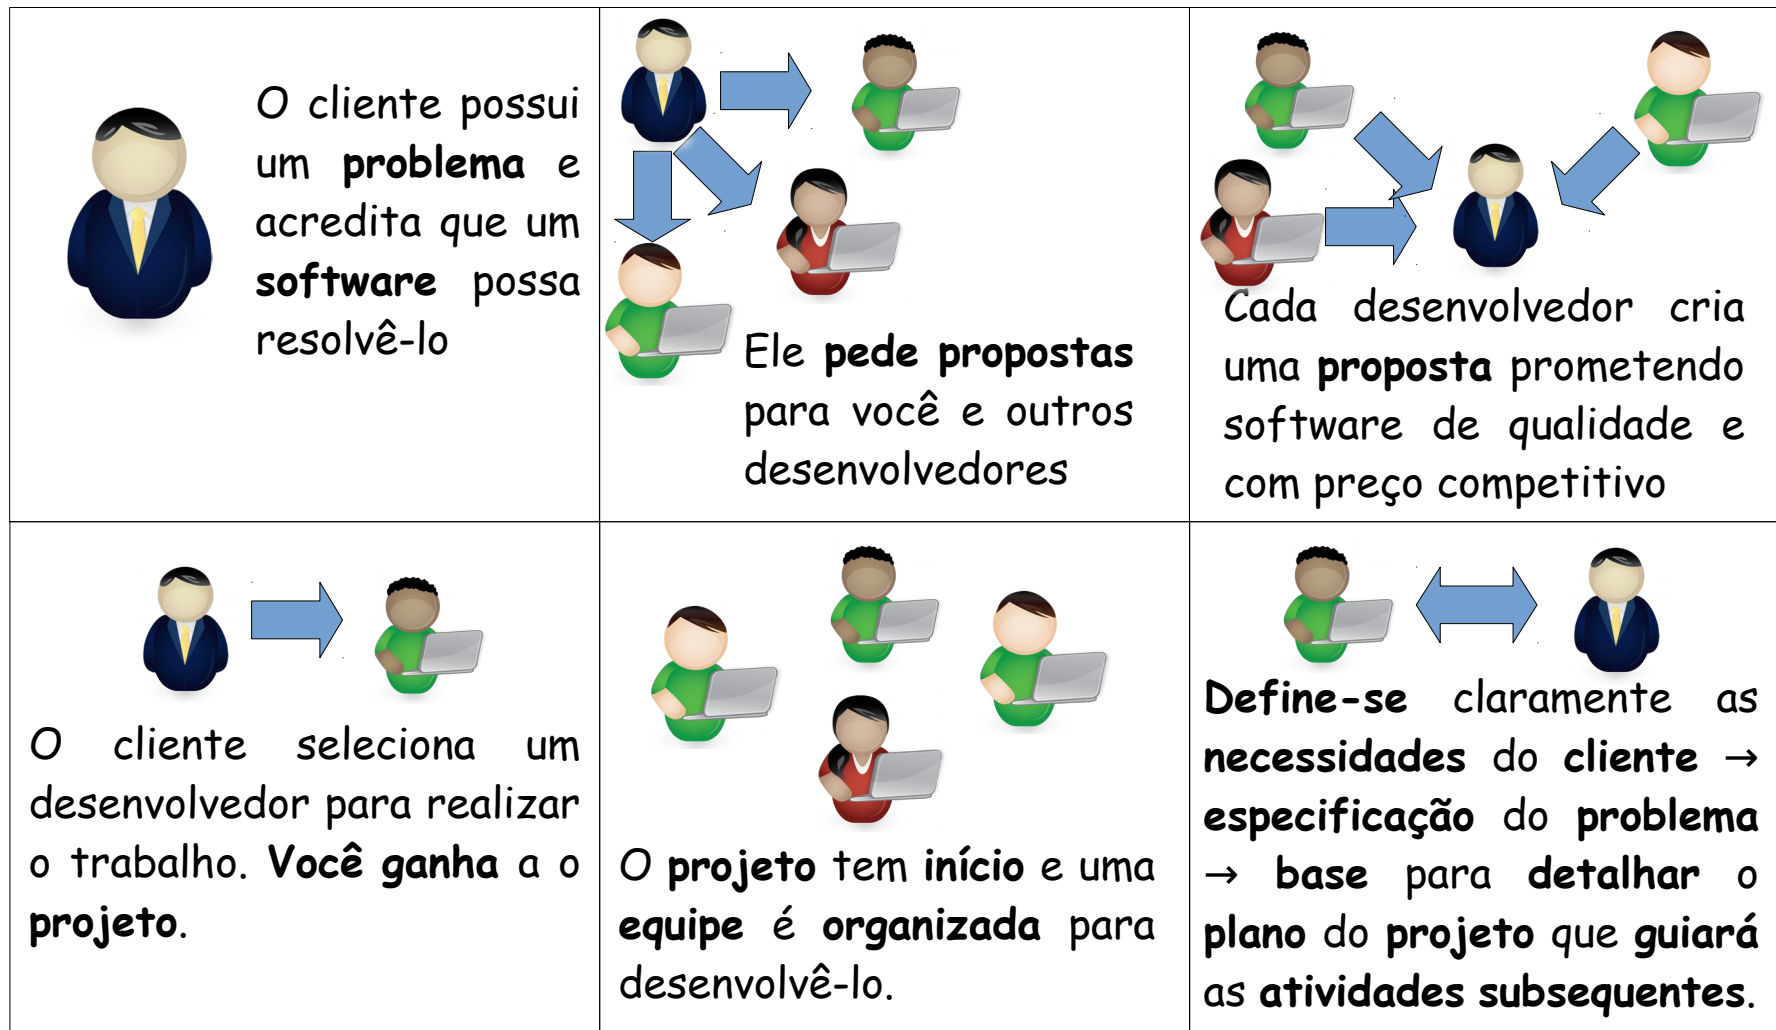 O cliente possui
um problema e
acredita que um
software possa
resolvê-lo
Ele pede propostas
para você e outros
desenvolvedores
Cada desenvolvedor cria
uma proposta prometendo
software de qualidade e
com preço competitivo
O cliente seleciona um
desenvolvedor para realizar
o trabalho. Você ganha a o
projeto.
O projeto tem início e uma
equipe é organizada para
desenvolvê-lo.
Define-se claramente as
necessidades do cliente →
especificação do problema
→ base para detalhar o
plano do projeto que guiará
as atividades subsequentes.